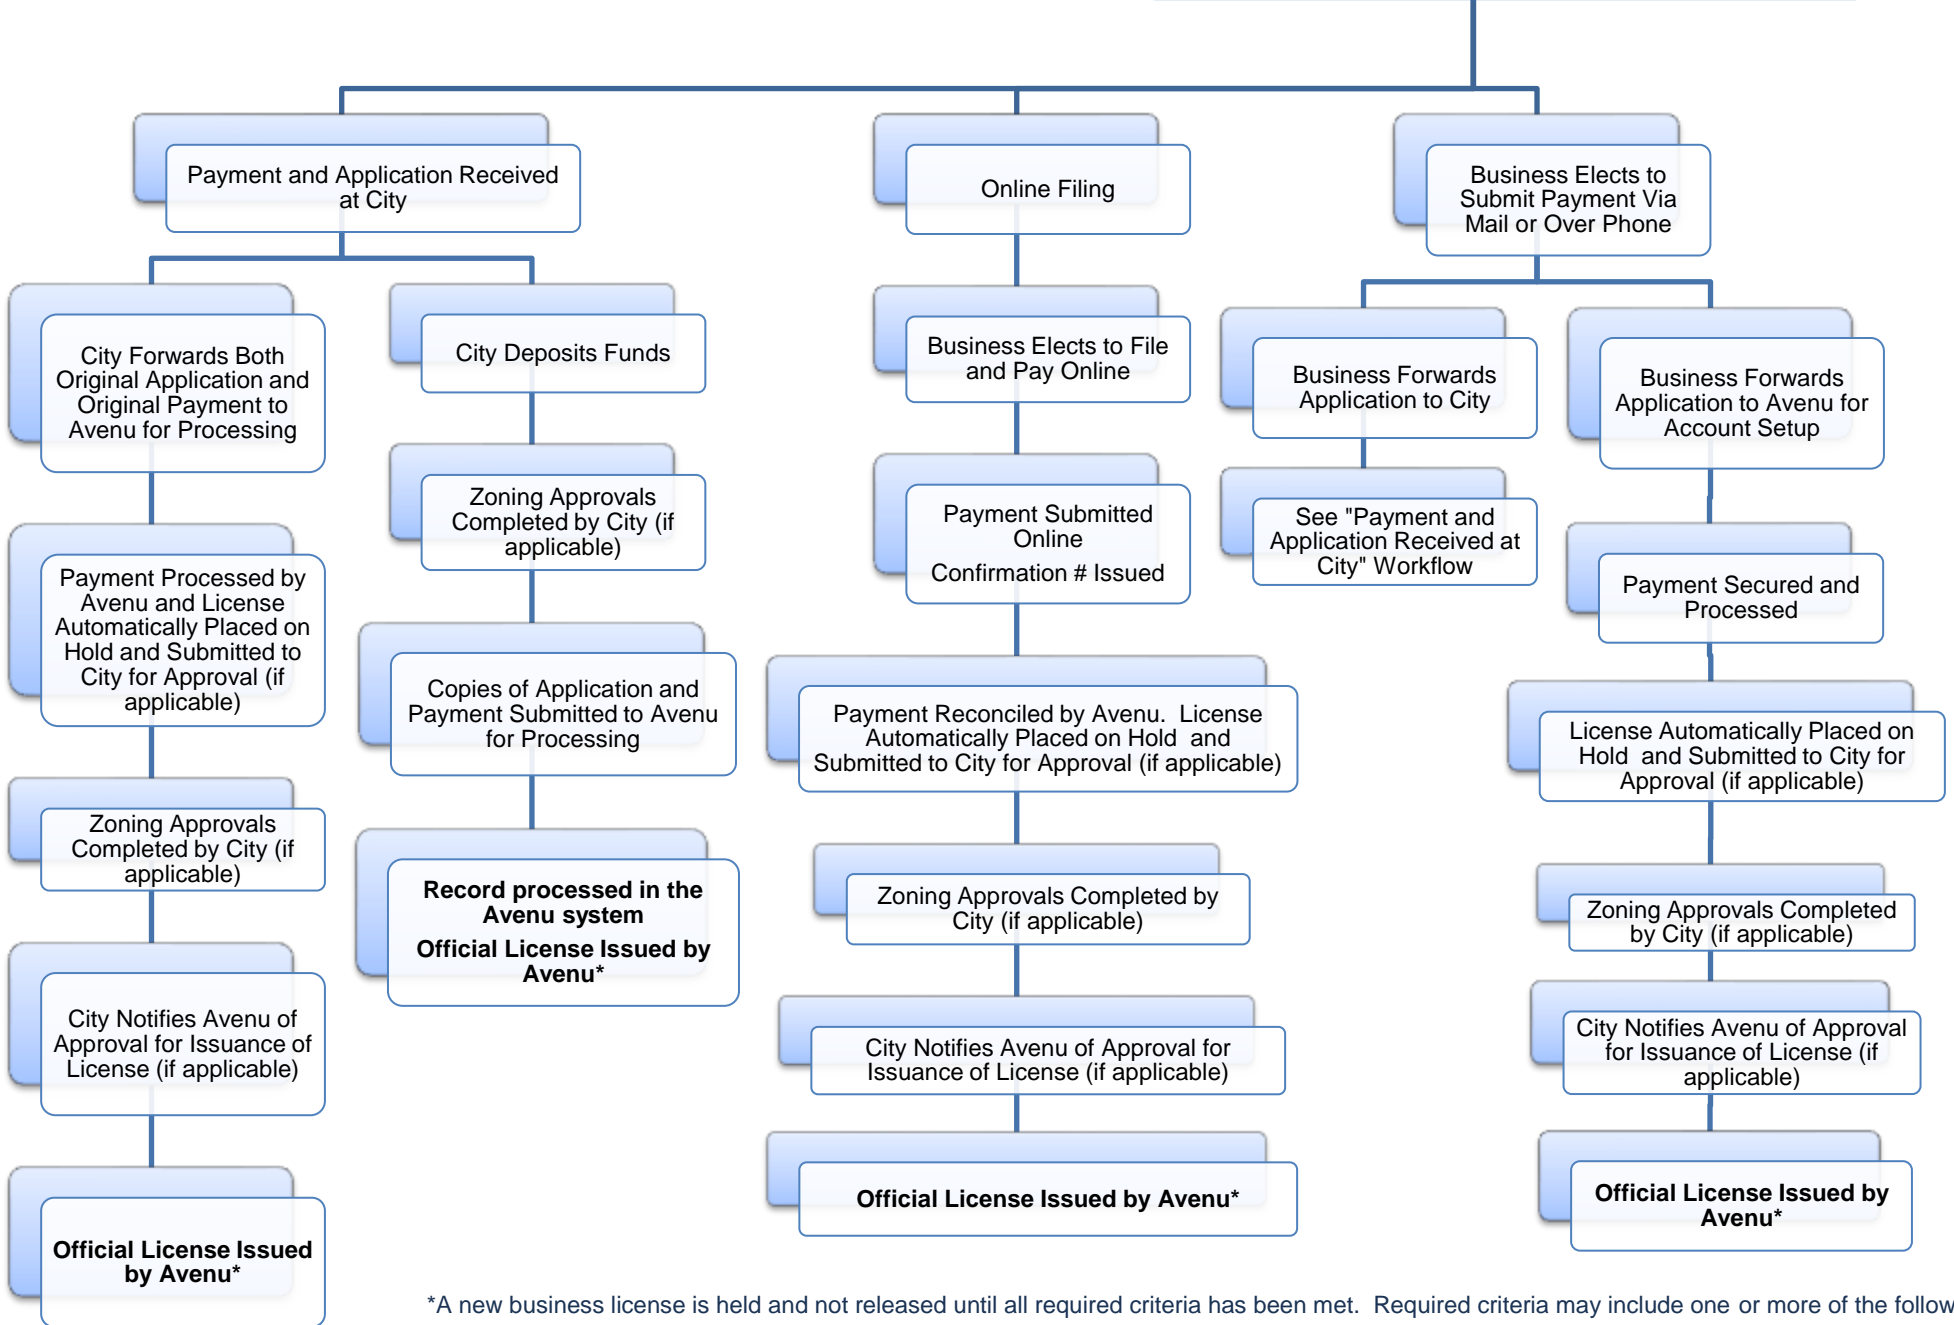 Payment and Application Received
at City
Online Filing
Business Elects to
Submit Payment Via
Mail or Over Phone
City Forwards Both
Original Application and
Original Payment to
Avenu for Processing
Payment Processed by
Avenu and License
Automatically Placed on
Hold and Submitted to
City for Approval (if
applicable)
Zoning Approvals
Completed by City (if
applicable)
City Notifies Avenu of
Approval for Issuance of
License (if applicable)
Official License Issued
by Avenu*
City Deposits Funds
Zoning Approvals
Completed by City (if
applicable)
Copies of Application and
Payment Submitted to Avenu
for Processing
Record processed in the
Avenu system
Official License Issued by
Avenu*
Business Elects to File
and Pay Online
Payment Submitted
Online
Confirmation # Issued
Payment Reconciled by Avenu.  License
Automatically Placed on Hold  and
Submitted to City for Approval (if applicable)
Zoning Approvals Completed by
City (if applicable)
City Notifies Avenu of Approval for
Issuance of License (if applicable)
Official License Issued by Avenu*
Business Forwards
Application to City
See "Payment and
Application Received at
City" Workflow
Business Forwards
Application to Avenu for
Account Setup
Payment Secured and
Processed
License Automatically Placed on
Hold  and Submitted to City for
Approval (if applicable)
Zoning Approvals Completed
by City (if applicable)
City Notifies Avenu of Approval
for Issuance of License (if
applicable)
Official License Issued by
Avenu*
*A new business license is held and not released until all required criteria has been met.  Required criteria may include one or more of the follow